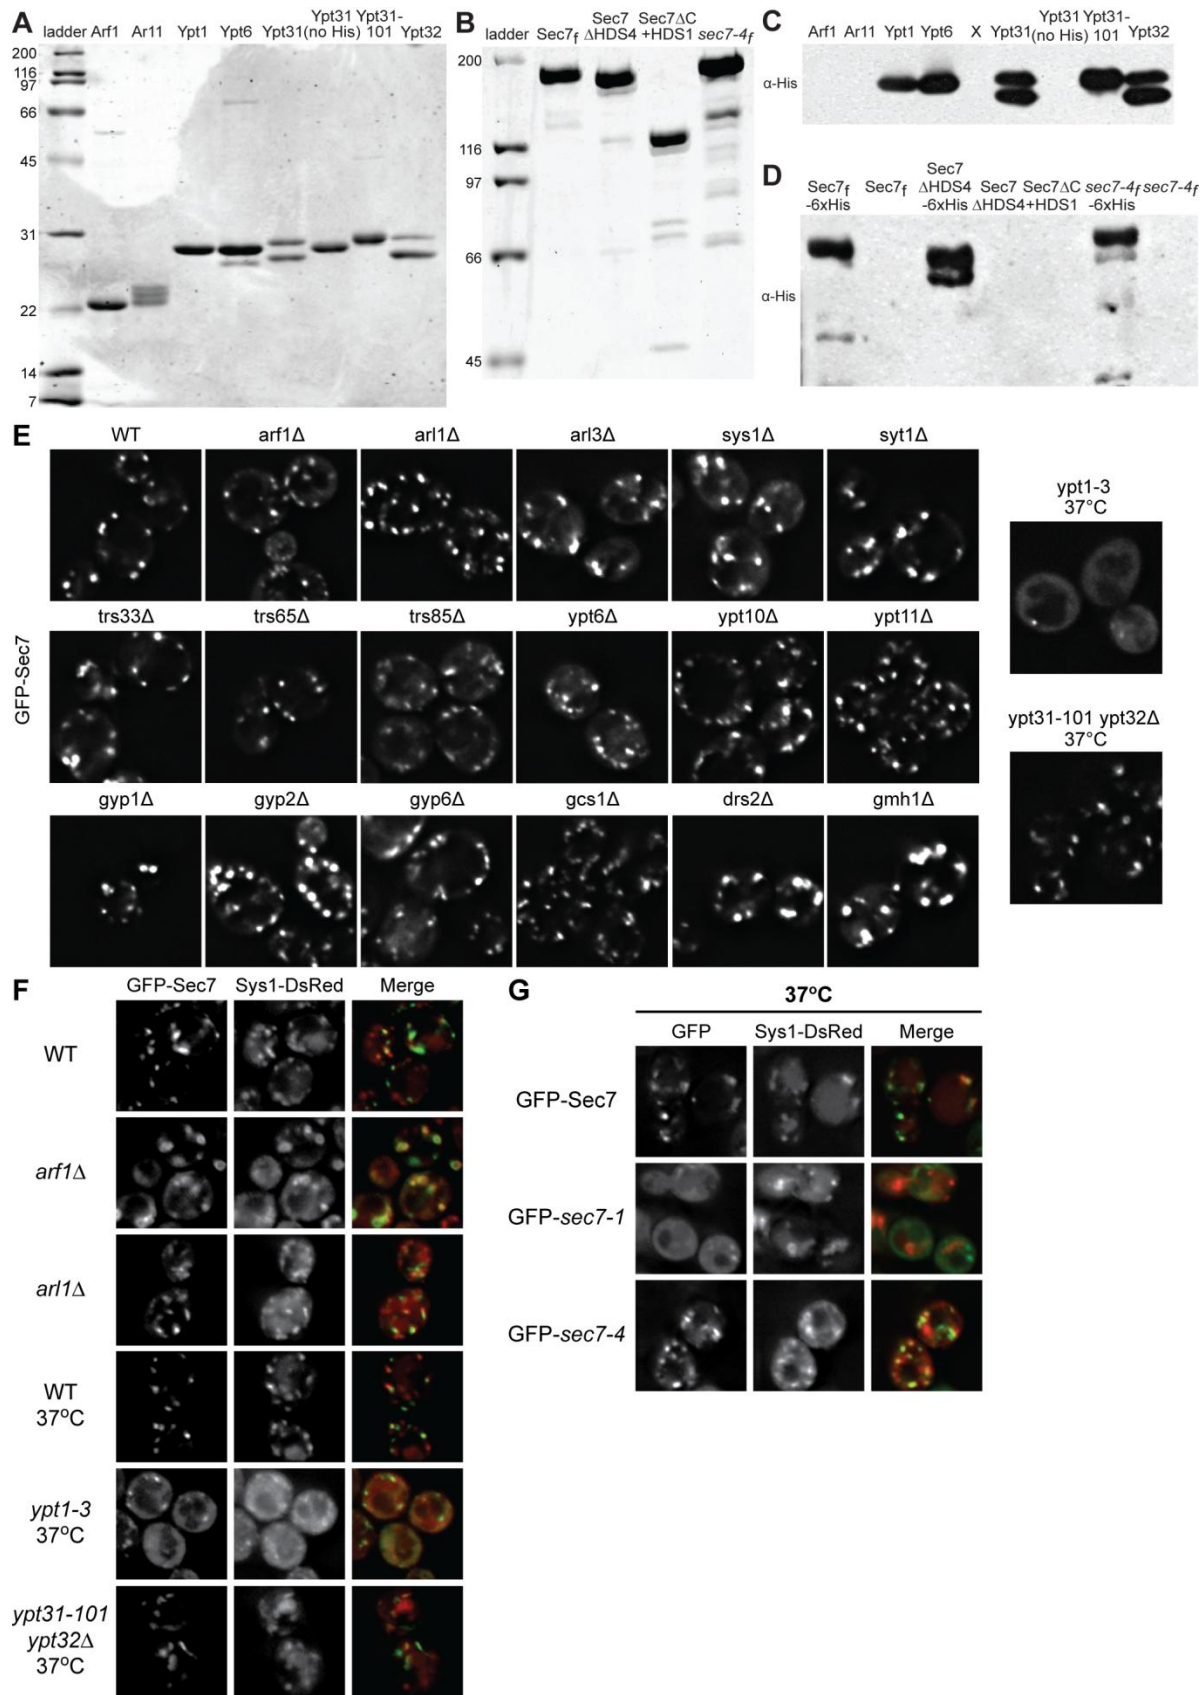 A
ladder Arf1 Ar11 Ypt1 Ypt6 Ypt31 Ypt31 (no His) Ypt31-101 Ypt32
200
116
97
66
45
31
22
14
7
B
ladder Sec7f Sec7 ΔHDS4 Sec7ΔC +HDS1 sec7-4f
200
116
97
66
45
C
Arf1 Ar11 Ypt1 Ypt6 X Ypt31 Ypt31 (no His) Ypt31-101 Ypt32
α-His
D
Sec7f -6xHis Sec7f Sec7 ΔHDS4 -6xHis Sec7 ΔHDS4 Sec7ΔC +HDS1 sec7-4f -6xHis sec7-4f
α-His
E
GFP-Sec7
WT arf1Δ arl1Δ arl3Δ sys1Δ syt1Δ
trs33Δ trs65Δ trs85Δ ypt6Δ ypt10Δ ypt11Δ
gyp1Δ gyp2Δ gyp6Δ gcs1Δ drs2Δ gmh1Δ
ypt1-3
37°C
ypt31-101 ypt32Δ
37°C
F
GFP-Sec7 Sys1-DsRed Merge
WT
arf1Δ
arl1Δ
WT
37°C
ypt1-3
37°C
ypt31-101
ypt32Δ
37°C
G
37°C
GFP Sys1-DsRed Merge
GFP-Sec7
GFP-sec7-1
GFP-sec7-4